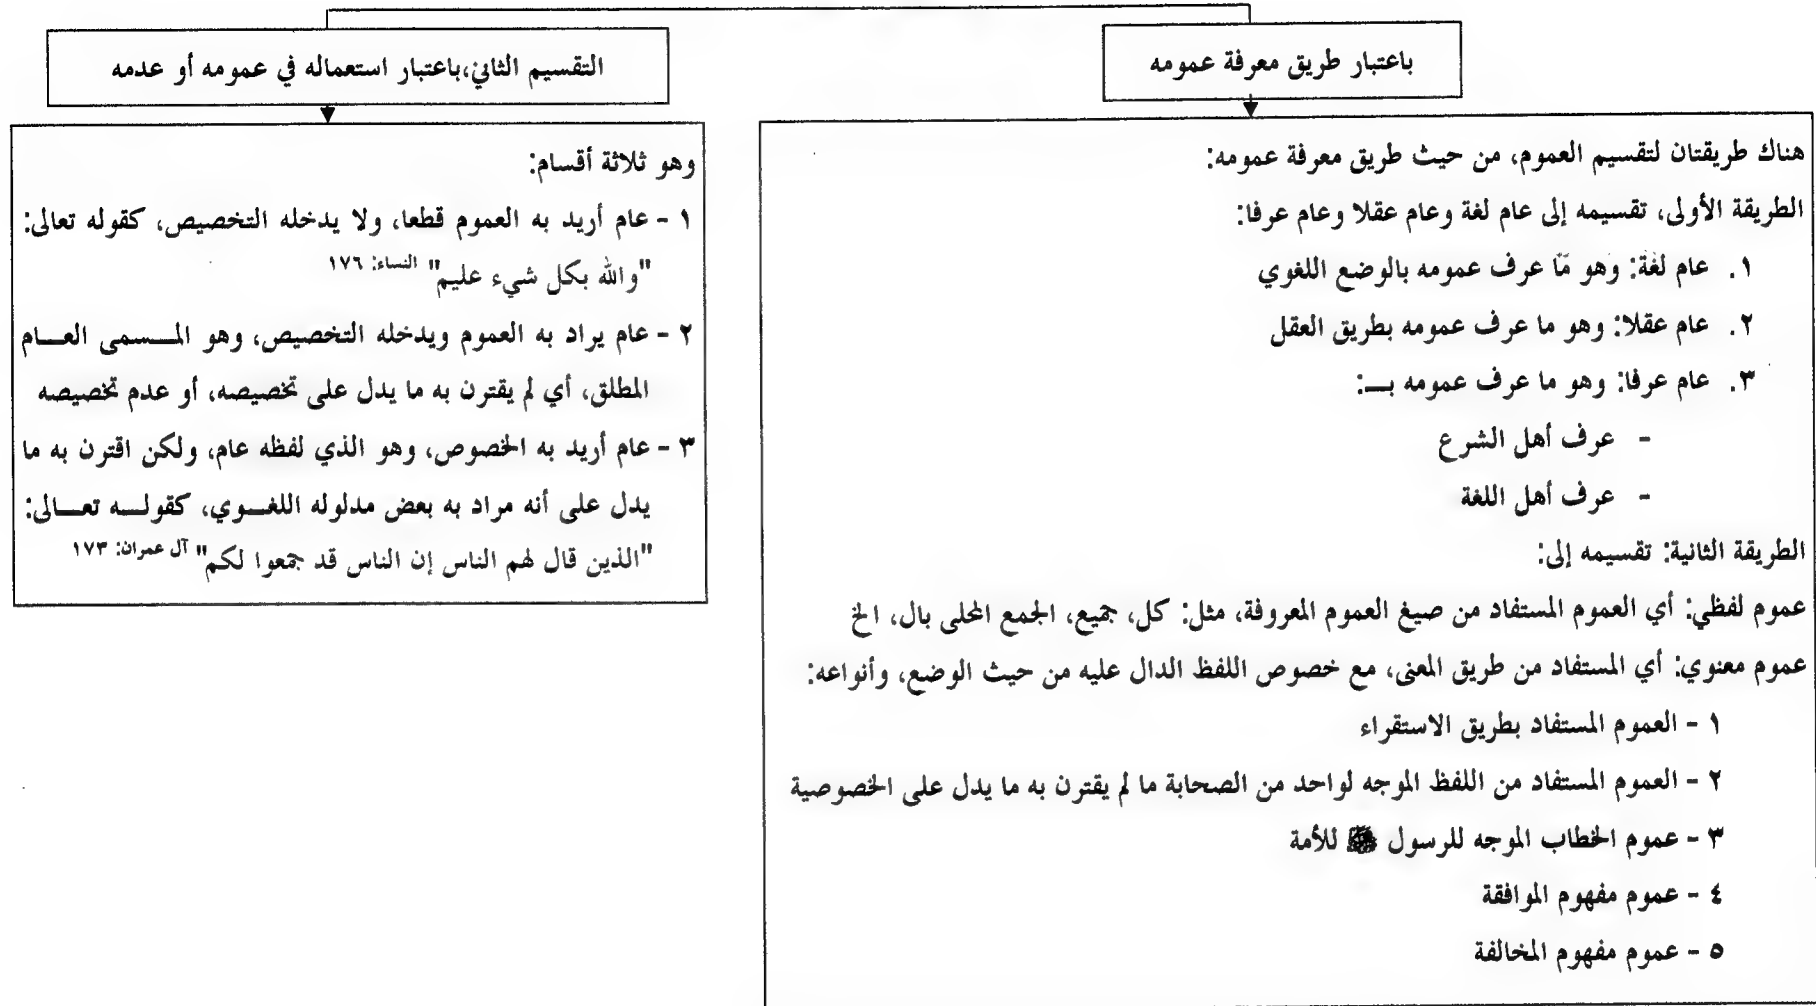 باعتبار طريق معرفة عمومه
هناك طريقتان لتقسيم العموم، من حيث طريق معرفة عمومه:
الطريقة الأولى، تقسيمه إلى عام لغة وعام عقلا وعام عرفا:
١. عام لغة: وهو ما عرف عمومه بالوضع اللغوي
٢. عام عقلا: وهو ما عرف عمومه بطريق العقل
٣. عام عرفا: وهو ما عرف عمومه بـــ:
- عرف أهل الشرع
- عرف أهل اللغة
الطريقة الثانية: تقسيمه إلى:
عموم لفظي: أي العموم المستفاد من صيغ العموم المعروفة، مثل: كل، جميع، الجمع المحلى بال، الخ
عموم معنوي: أي المستفاد من طريق المعنى، مع خصوص اللفظ الدال عليه من حيث الوضع، وأنواعه:
١ - العموم المستفاد بطريق الاستقراء
٢ - العموم المستفاد من اللفظ الموجه لواحد من الصحابة ما لم يقترن به ما يدل على الخصوصية
٣ - عموم الخطاب الموجه للرسول ﷺ للأمة
٤ - عموم مفهوم الموافقة
٥ - عموم مفهوم المخالفة
التقسيم الثاني،باعتبار استعماله في عمومه أو عدمه
وهو ثلاثة أقسام:
١ - عام أريد به العموم قطعا، ولا يدخله التخصيص، كقوله تعالى:
"والله بكل شيء عليم" النساء: ١٧٦
٢ - عام يراد به العموم ويدخله التخصيص، وهو المـــسمى العـــام
المطلق، أي لم يقترن به ما يدل على تخصيصه، أو عدم تخصيصه
٣ - عام أريد به الخصوص، وهو الذي لفظه عام، ولكن اقترن به ما
يدل على أنه مراد به بعض مدلوله اللغـــوي، كقولـــه تعـــالى:
"الذين قال لهم الناس إن الناس قد جمعوا لكم" آل عمران: ١٧٣